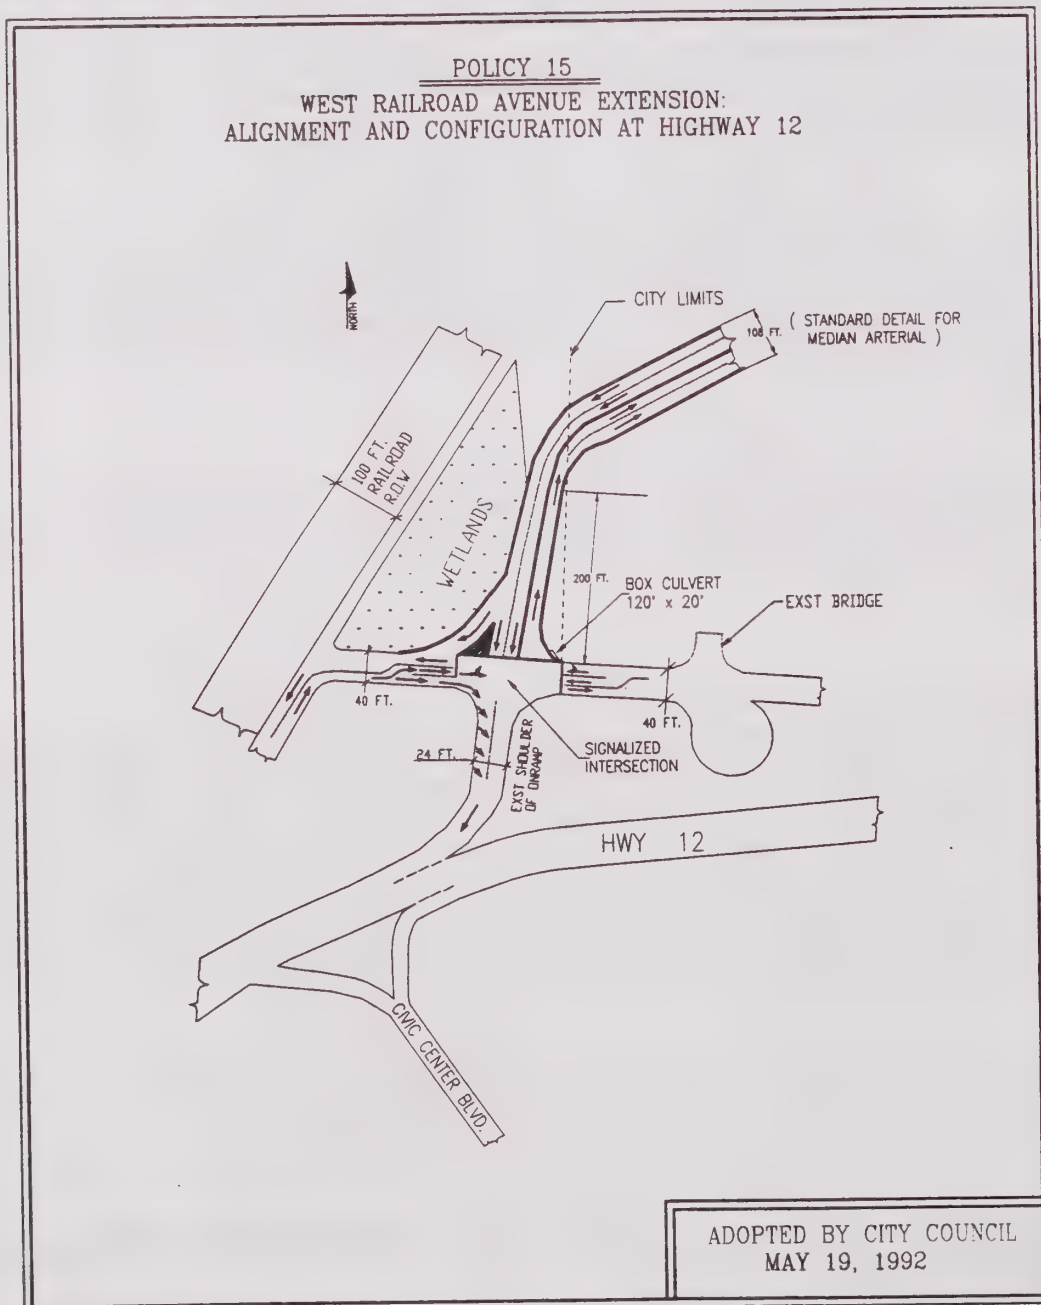 POLICY 15
WEST RAILROAD AVENUE EXTENSION:
ALIGNMENT AND CONFIGURATION AT HIGHWAY 12
NORTH
CITY LIMITS
108 FT.
( STANDARD DETAIL FOR
MEDIAN ARTERIAL )
100 FT.
RAILROAD
R.O.W
WETLANDS
200 FT.
BOX CULVERT
120' x 20'
EXST BRIDGE
40 FT.
40 FT.
24 FT.
EXST SHOULDER
OF ONRAMP
SIGNALIZED
INTERSECTION
HWY 12
CIVIC CENTER BLVD.
ADOPTED BY CITY COUNCIL
MAY 19, 1992